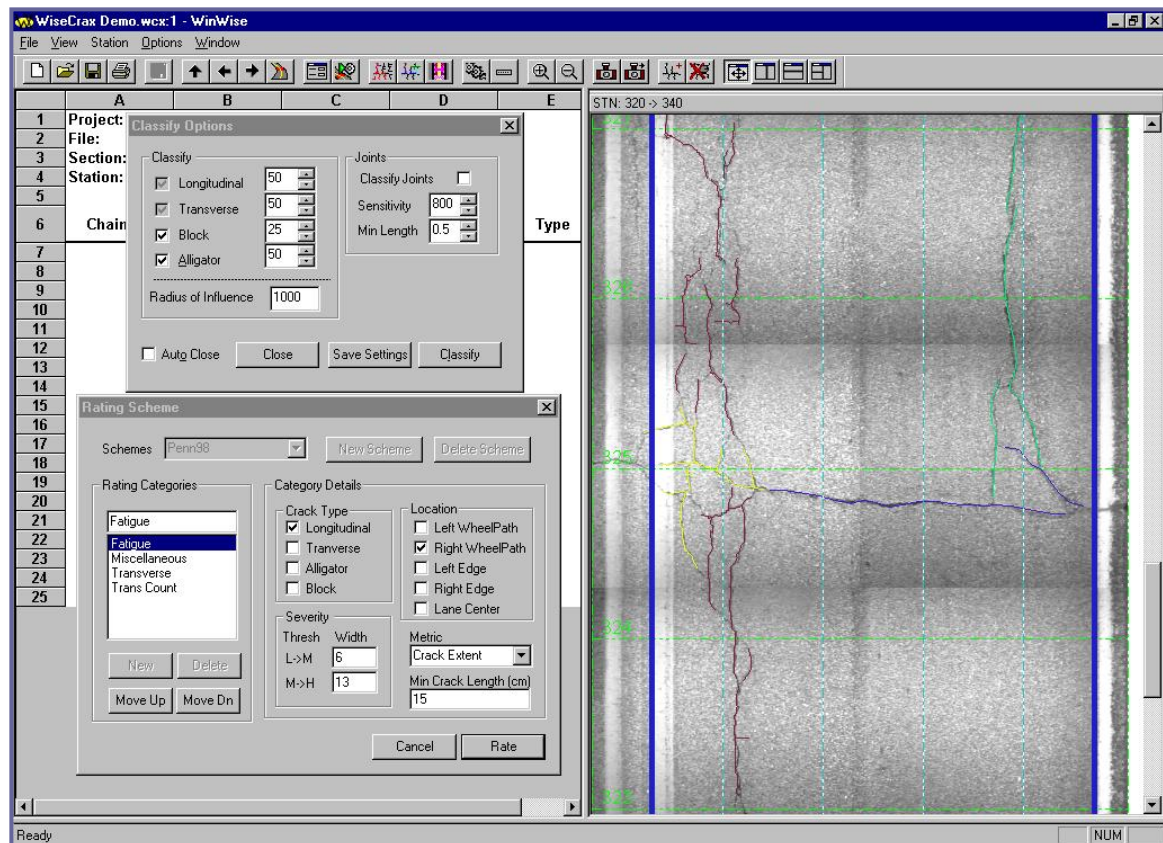 WiseCrax Demo.wcx:1 - WinWise
File View Station Options Window
A B C D E
STN: 320 -> 340
1 Project:
2 File:
3 Section:
4 Station:
5
6 Chain Type
7
8
9
10
11
12
13
14
15
16
17
18
19
20
21
22
23
24
25
Classify Options
Classify
Longitudinal 50
Transverse 50
Block 25
Alligator 50
Radius of Influence 1000
Joints
Classify Joints
Sensitivity 800
Min Length 0.5
Auto Close Close Save Settings Classify
Rating Scheme
Schemes Penn98 New Scheme Delete Scheme
Rating Categories
Fatigue
Fatigue
Miscellaneous
Transverse
Trans Count
New Delete
Move Up Move Dn
Category Details
Crack Type
Longitudinal
Tranverse
Alligator
Block
Location
Left WheelPath
Right WheelPath
Left Edge
Right Edge
Lane Center
Severity
Thresh Width
L->M 6
M->H 13
Metric
Crack Extent
Min Crack Length (cm)
15
Cancel Rate
326
325
324
Ready NUM